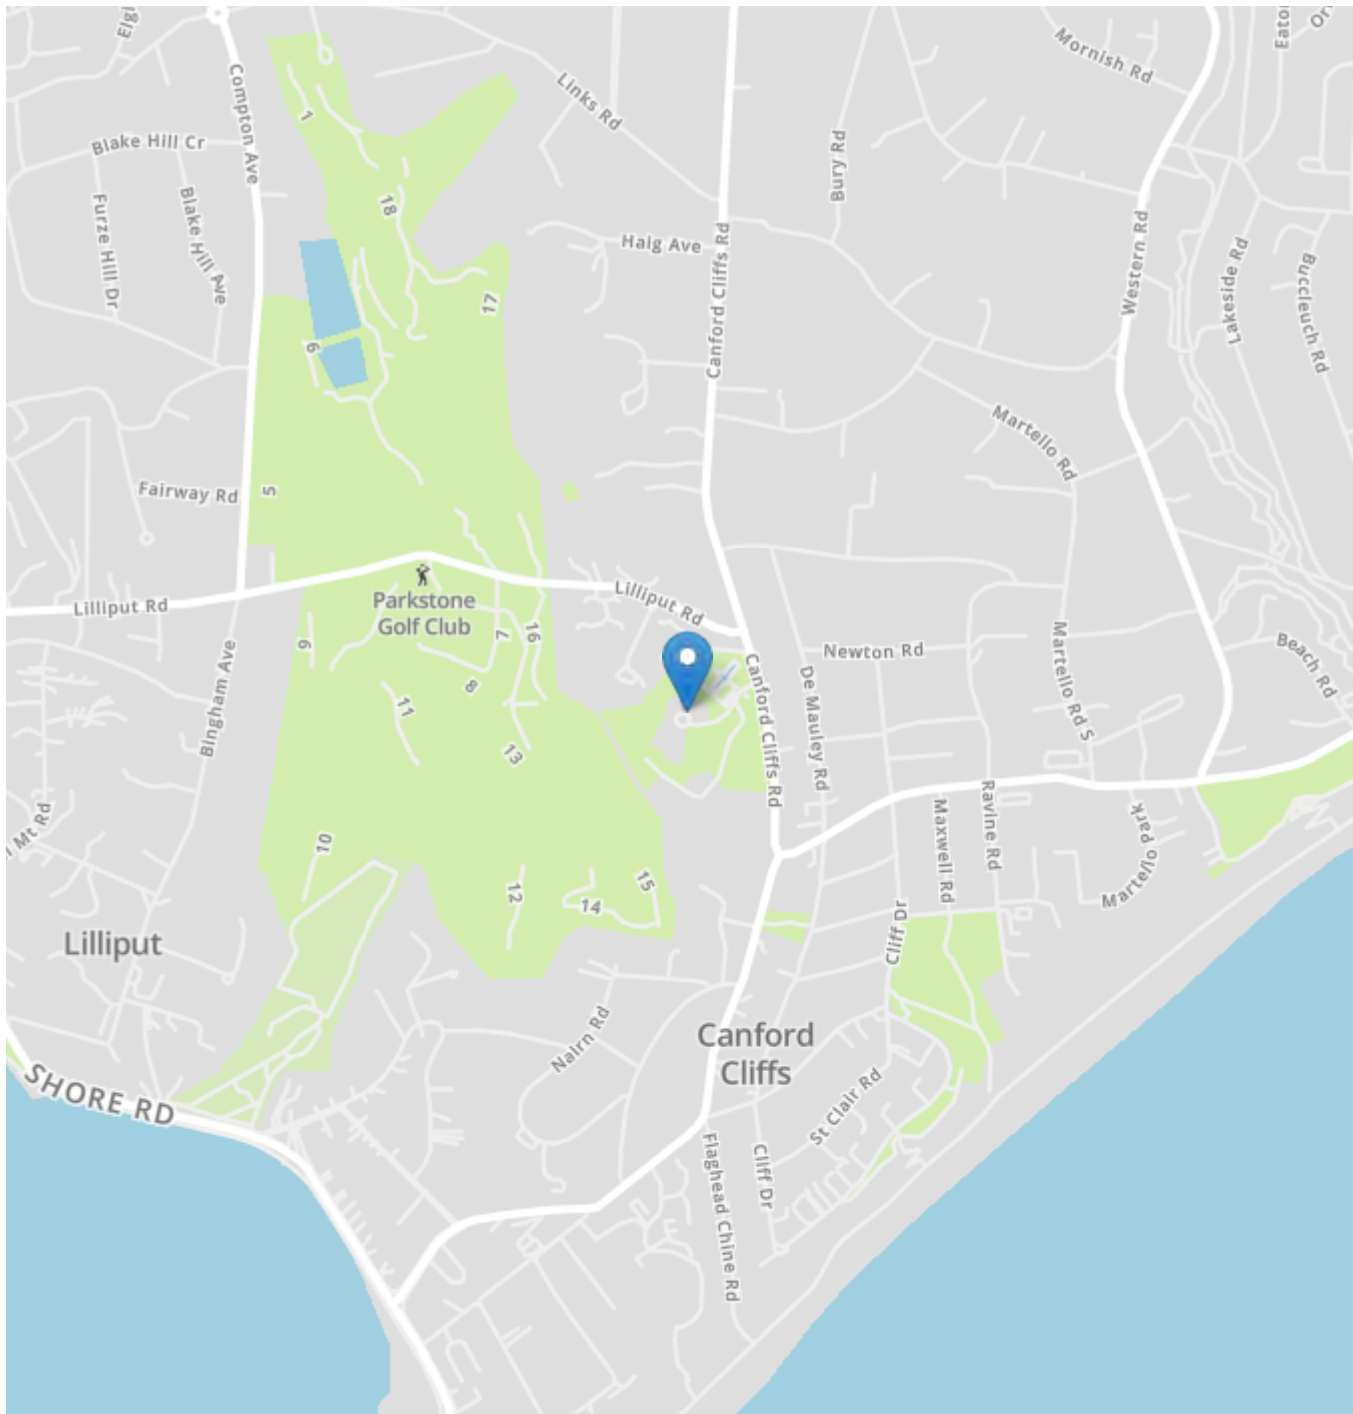 Compton Ave
Links Rd
Mornish Rd
1
Blake Hill Cr
Bury Rd
Furze Hill Dr
Blake Hill Ave
18
Haig Ave
Canford Cliffs Rd
Western Rd
Lakeside Rd
Buccleuch Rd
17
6
Martello Rd
Fairway Rd
5
Lilliput Rd
Parkstone
Golf Club
Lilliput Rd
9
7
16
Newton Rd
Martello Rd S
Beach Rd
Bingham Ave
8
11
13
Canford Cliffs Rd
De Mauley Rd
Ravine Rd
Maxwell Rd
Martello Park
Mt Rd
10
12
14
15
Cliff Dr
Lilliput
Nairn Rd
Canford
Cliffs
SHORE RD
St Clair Rd
Flaghead Chine Rd
Cliff Dr